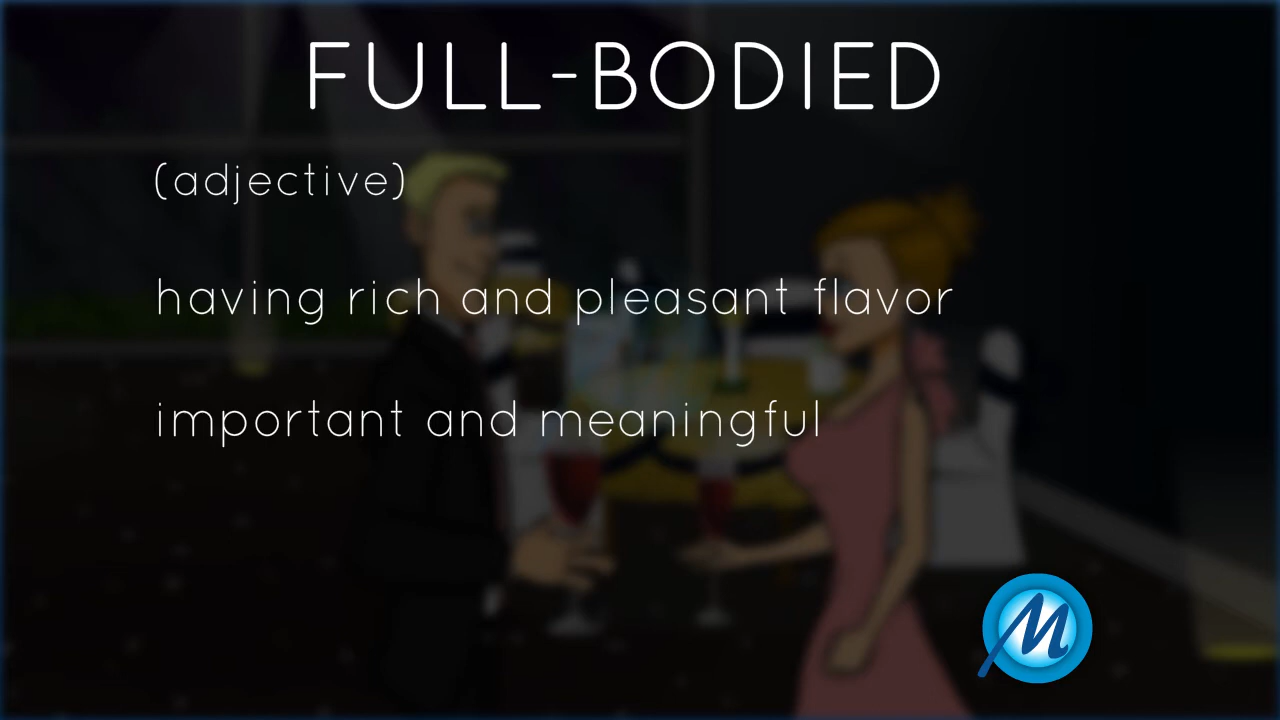 FULL-BODIED
(adjective)
having rich and pleasant flavor
important and meaningful
M